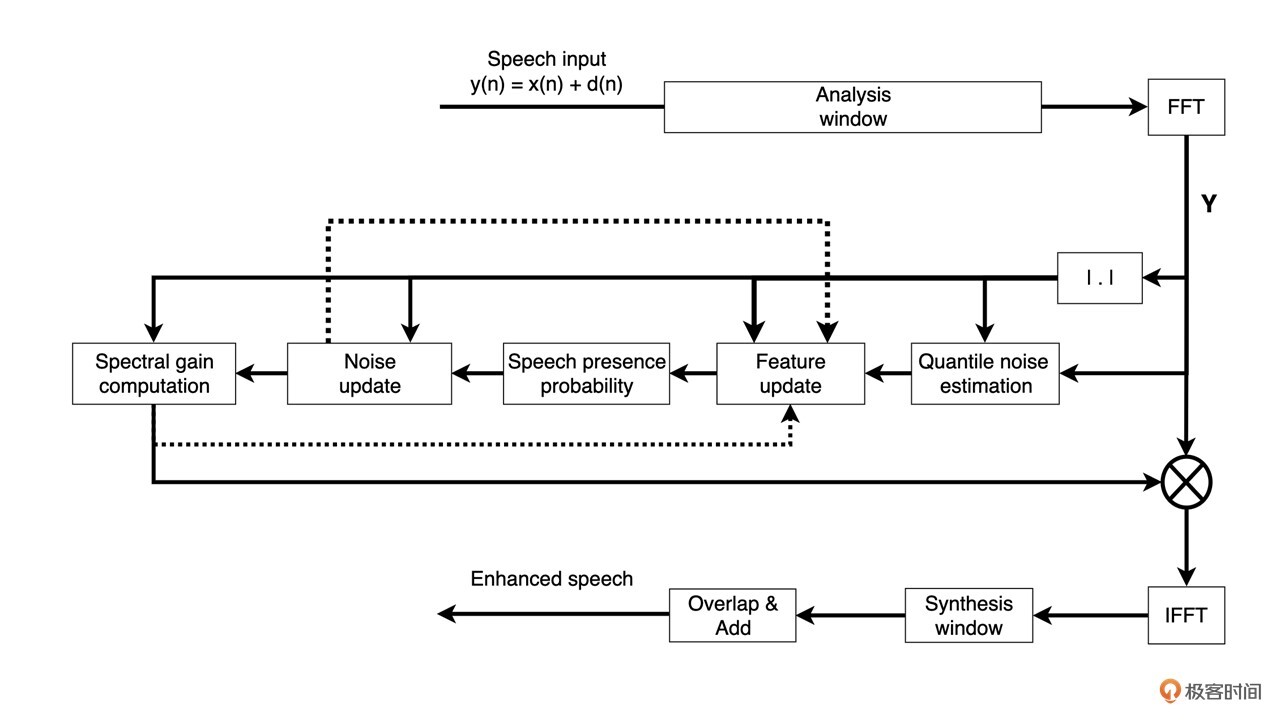 Speech input
y(n) = x(n) + d(n)
Analysis
window
FFT
Y
| . |
Spectral gain
computation
Noise
update
Speech presence
probability
Feature
update
Quantile noise
estimation
Enhanced speech
Overlap &
Add
Synthesis
window
IFFT
极客时间